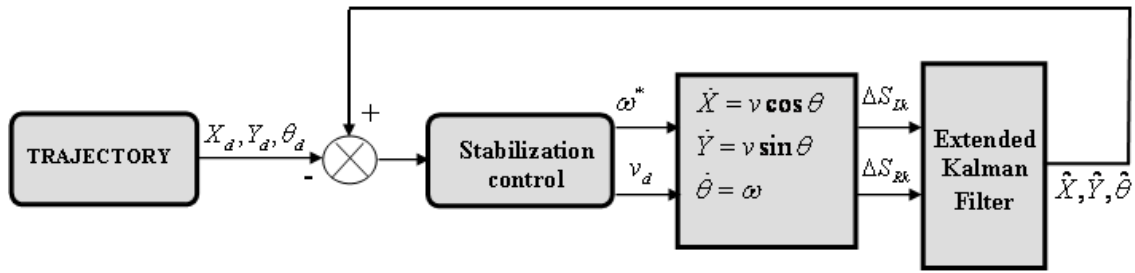 TRAJECTORY
X_d, Y_d, θ_d
+
-
Stabilization
control
ω*
v_d
Ẋ = v cos θ
Ẏ = v sin θ
θ̇ = ω
ΔS_Lk
ΔS_Rk
Extended
Kalman
Filter
X̂, Ŷ, θ̂